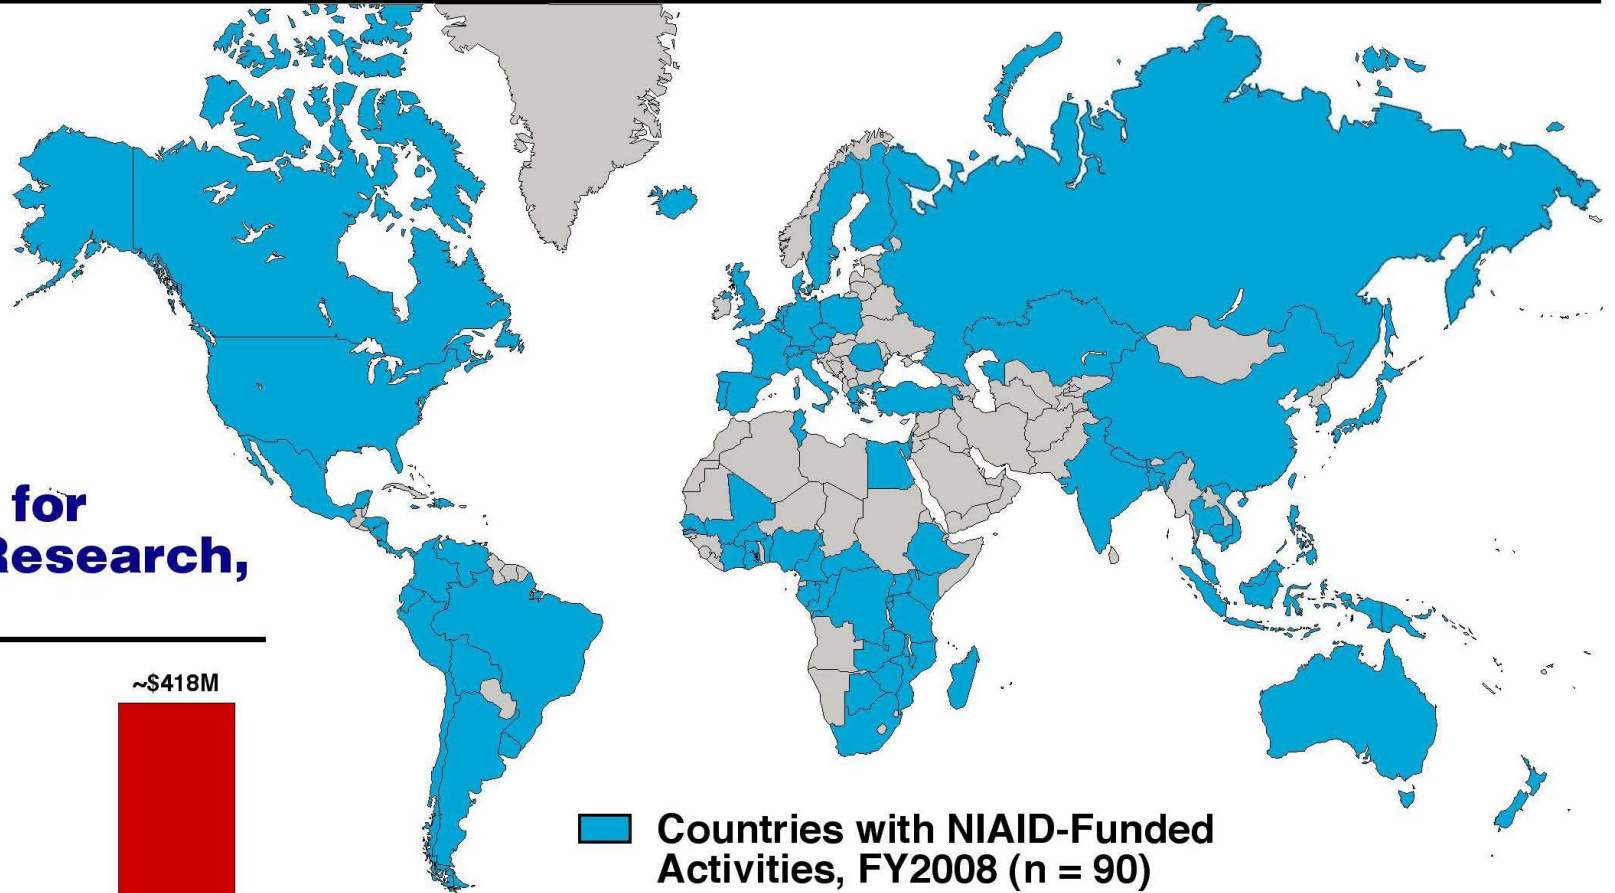 for
Research,
~$418M
Countries with NIAID-Funded
Activities, FY2008 (n = 90)